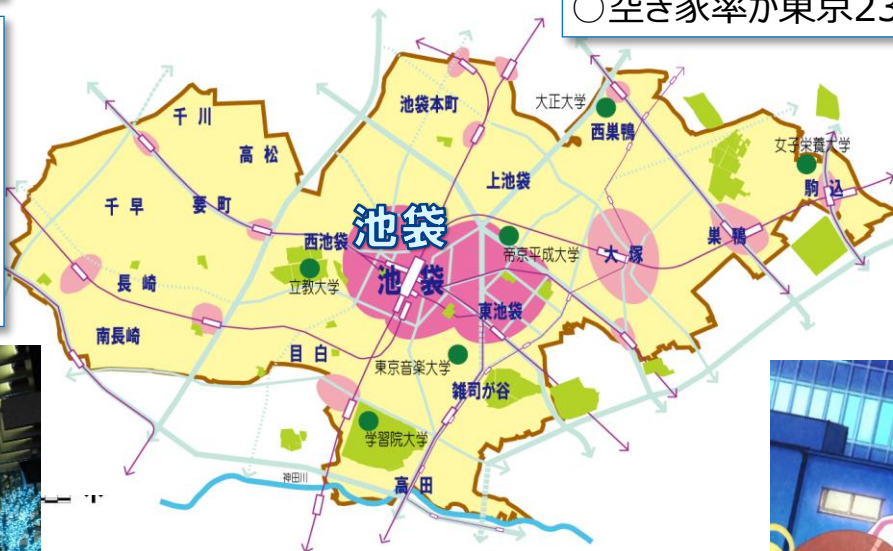 ○空き家率が東京23
千川
高松
千早
要町
長崎
南長崎
池袋本町
上池袋
西池袋
池袋
池袋
東池袋
立教大学
目白
東京音楽大学
雑司が谷
学習院大学
高田
神田川
大正大学
西巣鴨
帝京平成大学
大塚
巣鴨
女子栄養大学
駒込